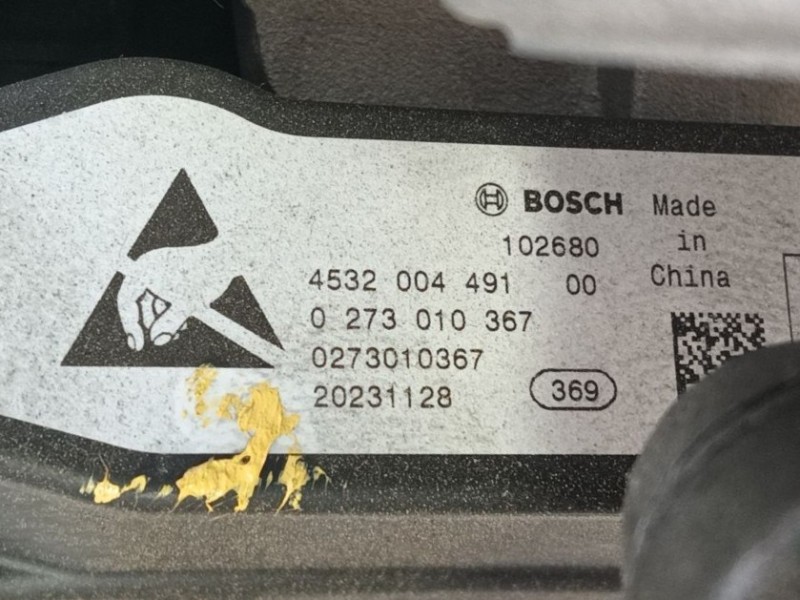 BOSCH Made
102680 in
4532 004 491 00 China
0 273 010 367
0273010367
20231128 369